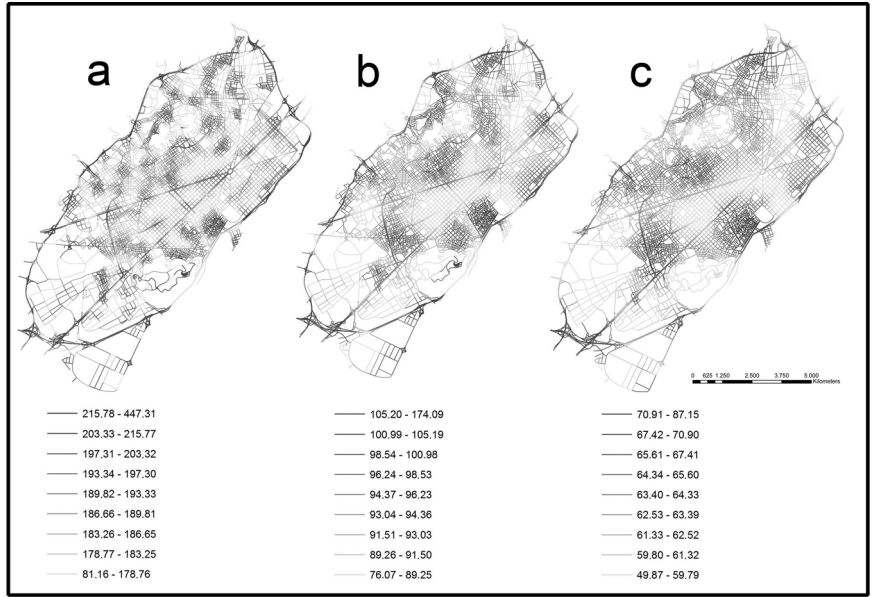 a
b
c
0 625 1.250 2.500 3.750 5.000
Kilometers
215.78 - 447.31
203.33 - 215.77
197.31 - 203.32
193.34 - 197.30
189.82 - 193.33
186.66 - 189.81
183.26 - 186.65
178.77 - 183.25
81.16 - 178.76
105.20 - 174.09
100.99 - 105.19
98.54 - 100.98
96.24 - 98.53
94.37 - 96.23
93.04 - 94.36
91.51 - 93.03
89.26 - 91.50
76.07 - 89.25
70.91 - 87.15
67.42 - 70.90
65.61 - 67.41
64.34 - 65.60
63.40 - 64.33
62.53 - 63.39
61.33 - 62.52
59.80 - 61.32
49.87 - 59.79